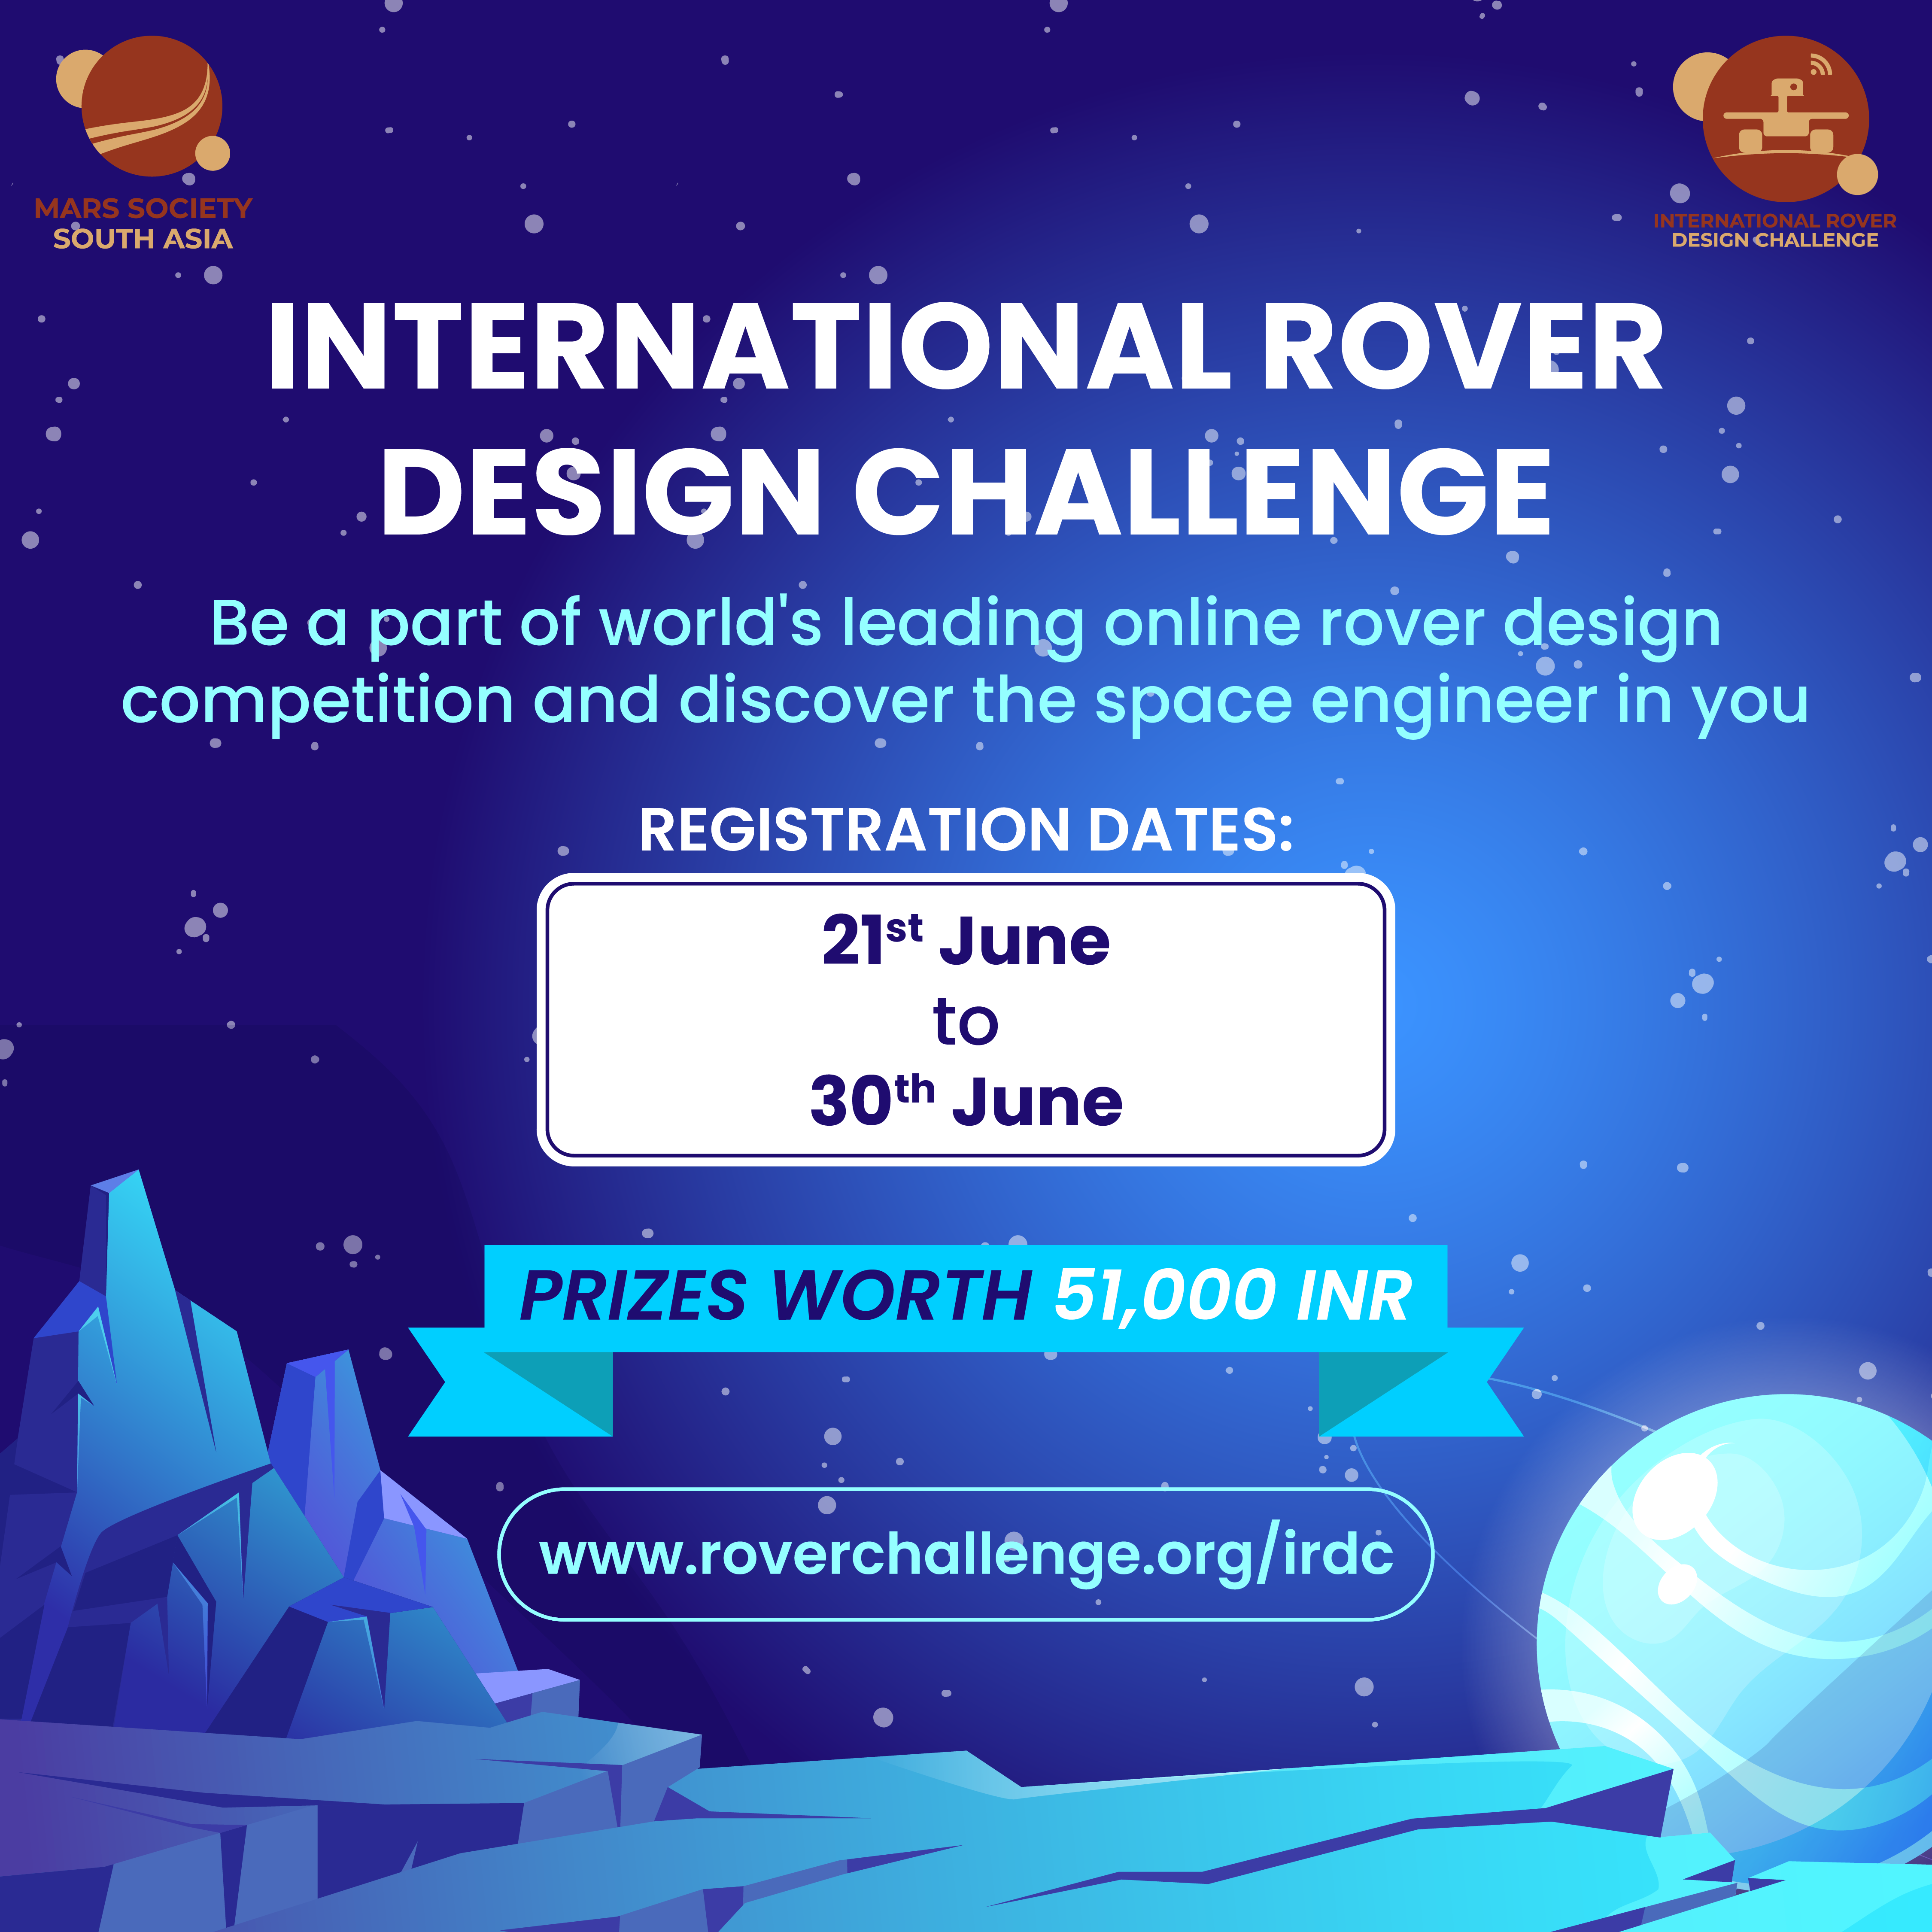 MARS SOCIETY
SOUTH ASIA
INTERNATIONAL ROVER
DESIGN CHALLENGE
INTERNATIONAL ROVER
DESIGN CHALLENGE
Be a part of world's leading online rover design
competition and discover the space engineer in you
REGISTRATION DATES:
21st June
to
30th June
PRIZES WORTH 51,000 INR
www.roverchallenge.org/irdc